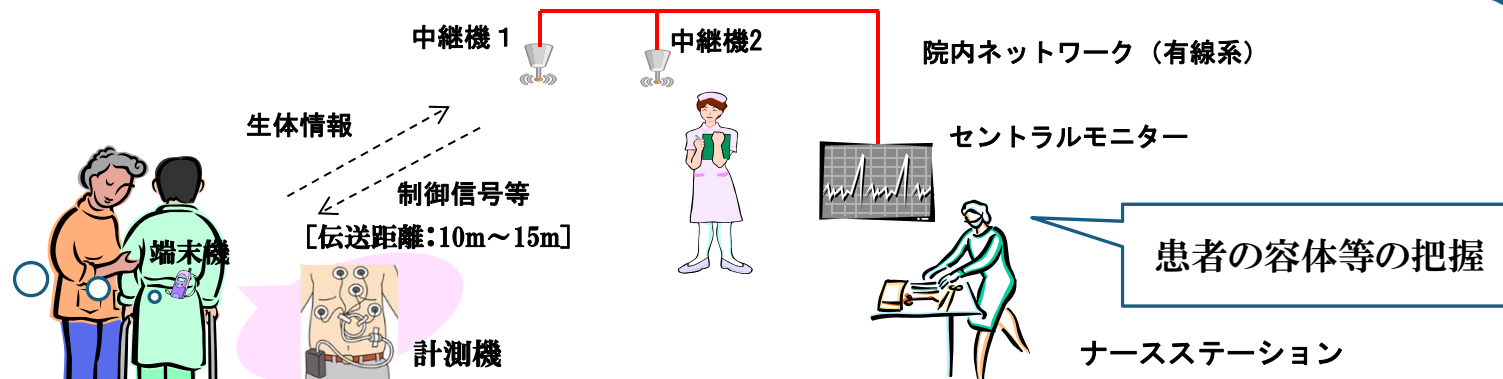 中継機１
中継機2
院内ネットワーク（有線系）
生体情報
セントラルモニター
制御信号等
［伝送距離：10m～15m］
端末機
患者の容体等の把握
計測機
ナースステーション